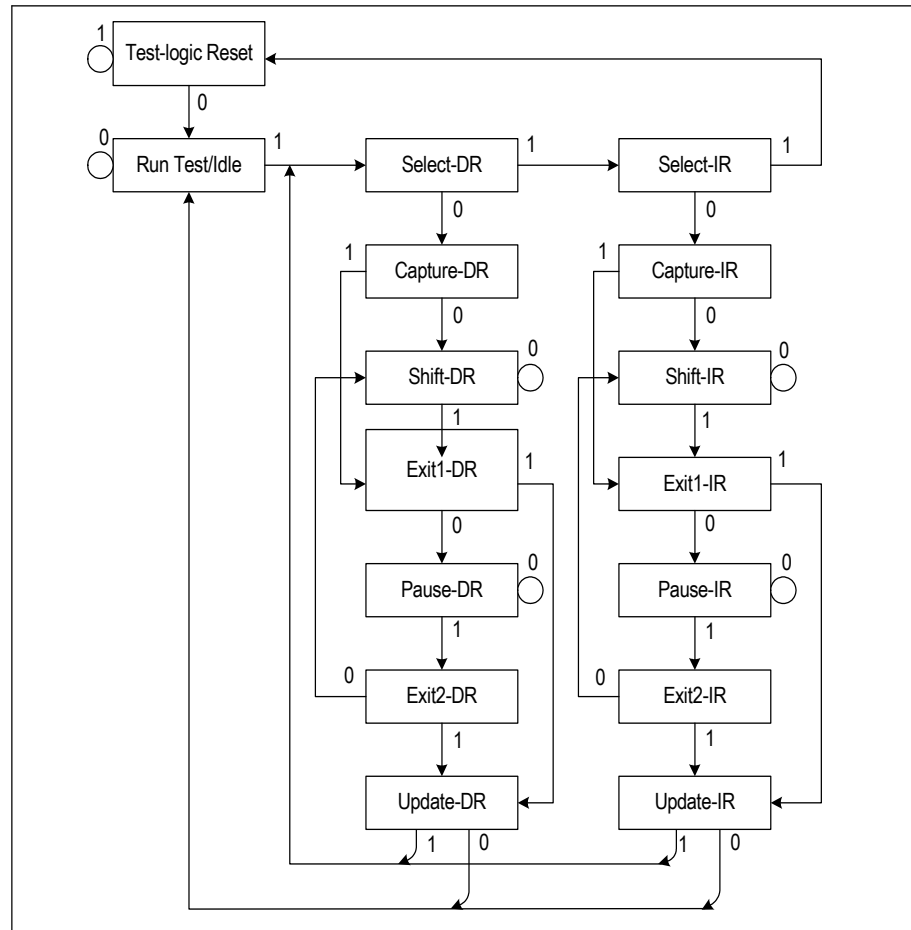 1
Test-logic Reset
0
0
Run Test/Idle
1
Select-DR
1
Select-IR
1
0
0
1
Capture-DR
1
Capture-IR
0
0
Shift-DR
0
Shift-IR
0
1
1
Exit1-DR
1
Exit1-IR
1
0
0
Pause-DR
0
Pause-IR
0
1
1
0
Exit2-DR
0
Exit2-IR
1
1
Update-DR
Update-IR
1
0
1
0